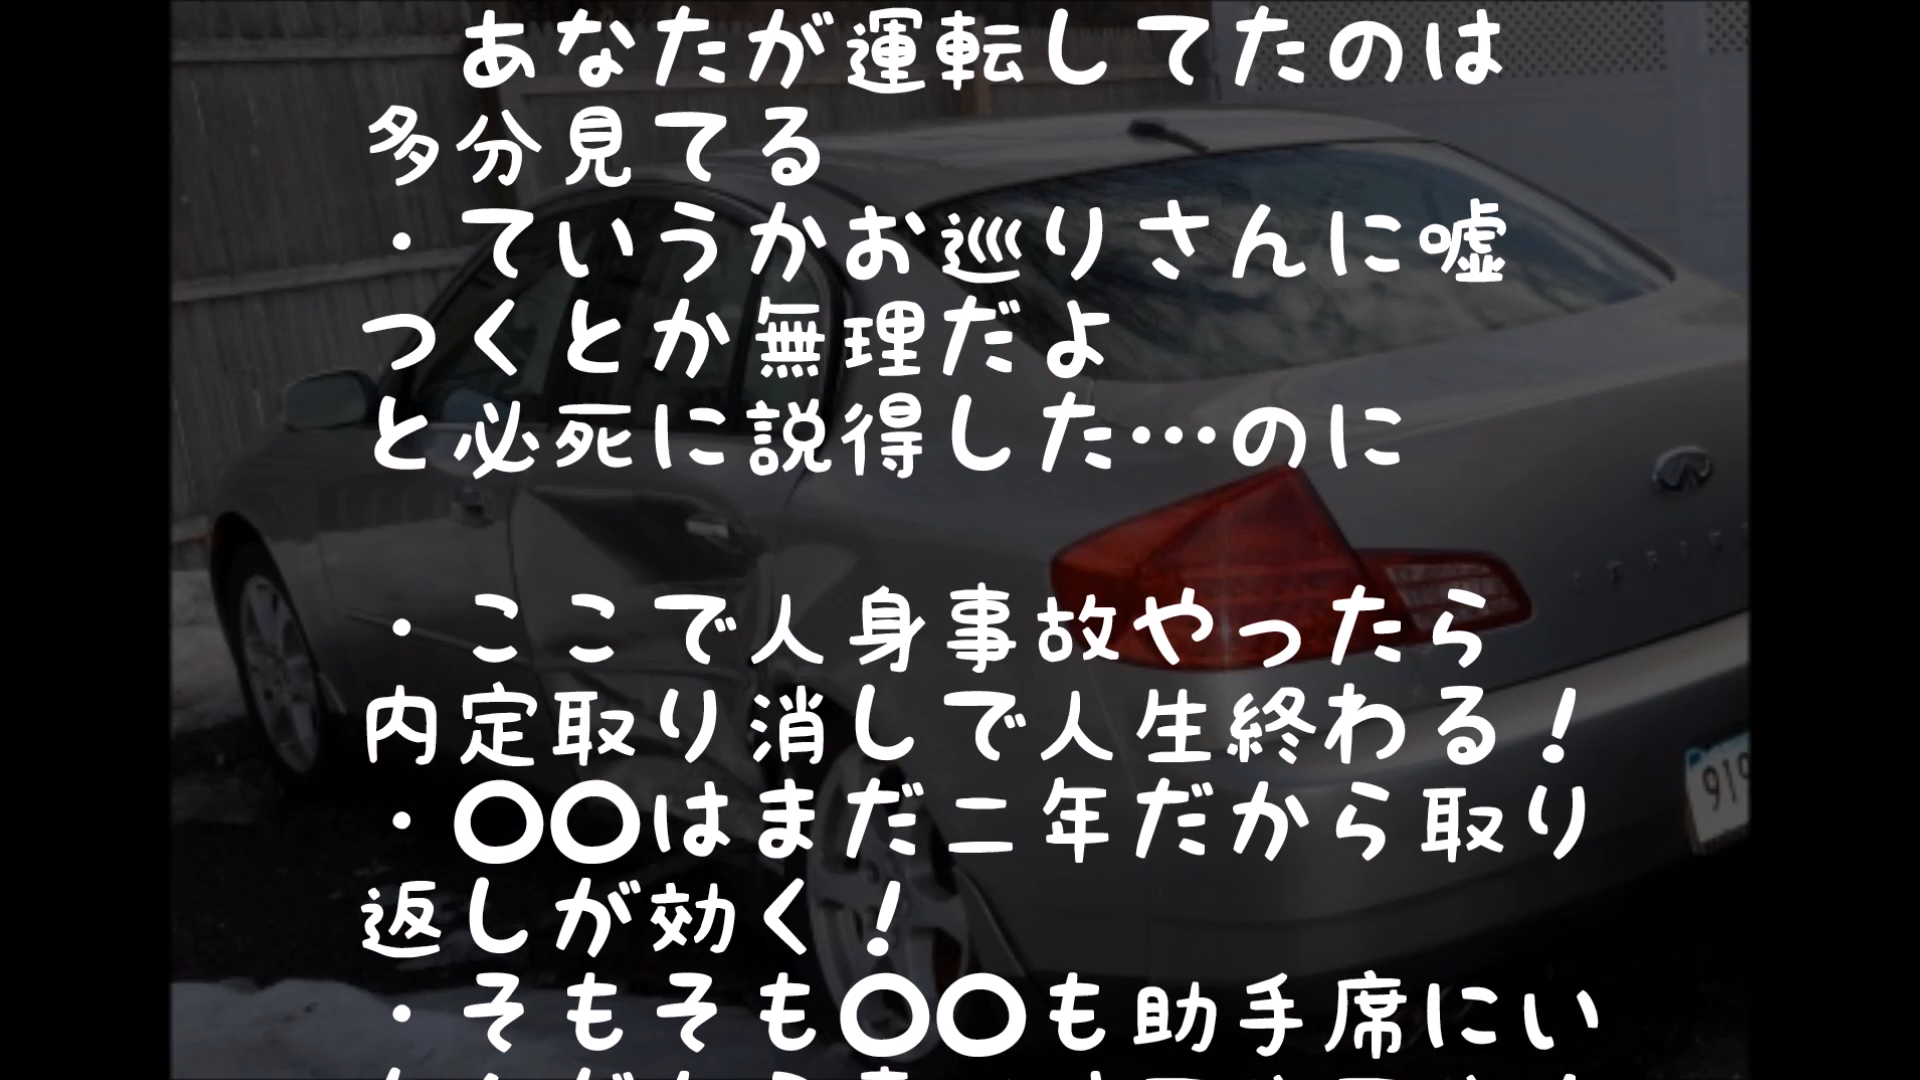 あなたが運転してたのは
多分見てる
・ていうかお巡りさんに嘘
つくとか無理だよ
と必死に説得した…のに
・ここで人身事故やったら
内定取り消しで人生終わる！
・〇〇はまだ二年だから取り
返しが効く！
・そもそも〇〇も助手席にい
919